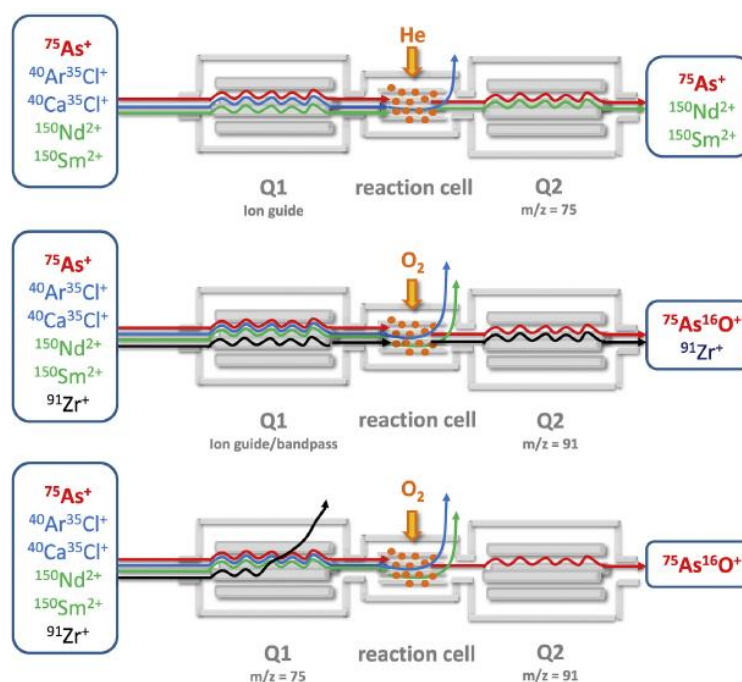 ⁷⁵As⁺
⁴⁰Ar³⁵Cl⁺
⁴⁰Ca³⁵Cl⁺
¹⁵⁰Nd²⁺
¹⁵⁰Sm²⁺
He
⁷⁵As⁺
¹⁵⁰Nd²⁺
¹⁵⁰Sm²⁺
Q1 reaction cell Q2
Ion guide m/z = 75
⁷⁵As⁺
⁴⁰Ar³⁵Cl⁺
⁴⁰Ca³⁵Cl⁺
¹⁵⁰Nd²⁺
¹⁵⁰Sm²⁺
⁹¹Zr⁺
O₂
⁷⁵As¹⁶O⁺
⁹¹Zr⁺
Q1 reaction cell Q2
Ion guide/bandpass m/z = 91
⁷⁵As⁺
⁴⁰Ar³⁵Cl⁺
⁴⁰Ca³⁵Cl⁺
¹⁵⁰Nd²⁺
¹⁵⁰Sm²⁺
⁹¹Zr⁺
O₂
⁷⁵As¹⁶O⁺
Q1 reaction cell Q2
m/z = 75 m/z = 91